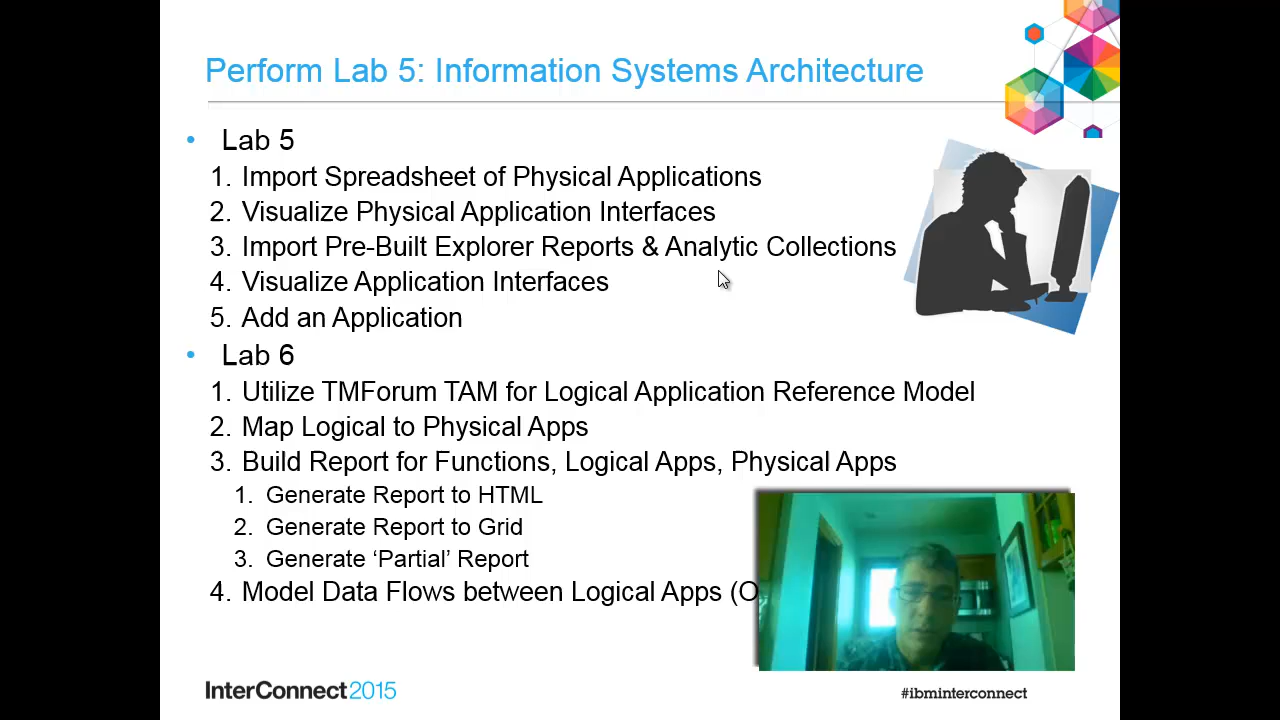 Perform Lab 5: Information Systems Architecture
• Lab 5
1. Import Spreadsheet of Physical Applications
2. Visualize Physical Application Interfaces
3. Import Pre-Built Explorer Reports & Analytic Collections
4. Visualize Application Interfaces
5. Add an Application
• Lab 6
1. Utilize TMForum TAM for Logical Application Reference Model
2. Map Logical to Physical Apps
3. Build Report for Functions, Logical Apps, Physical Apps
1. Generate Report to HTML
2. Generate Report to Grid
3. Generate ‘Partial’ Report
4. Model Data Flows between Logical Apps (O
InterConnect2015
#ibminterconnect